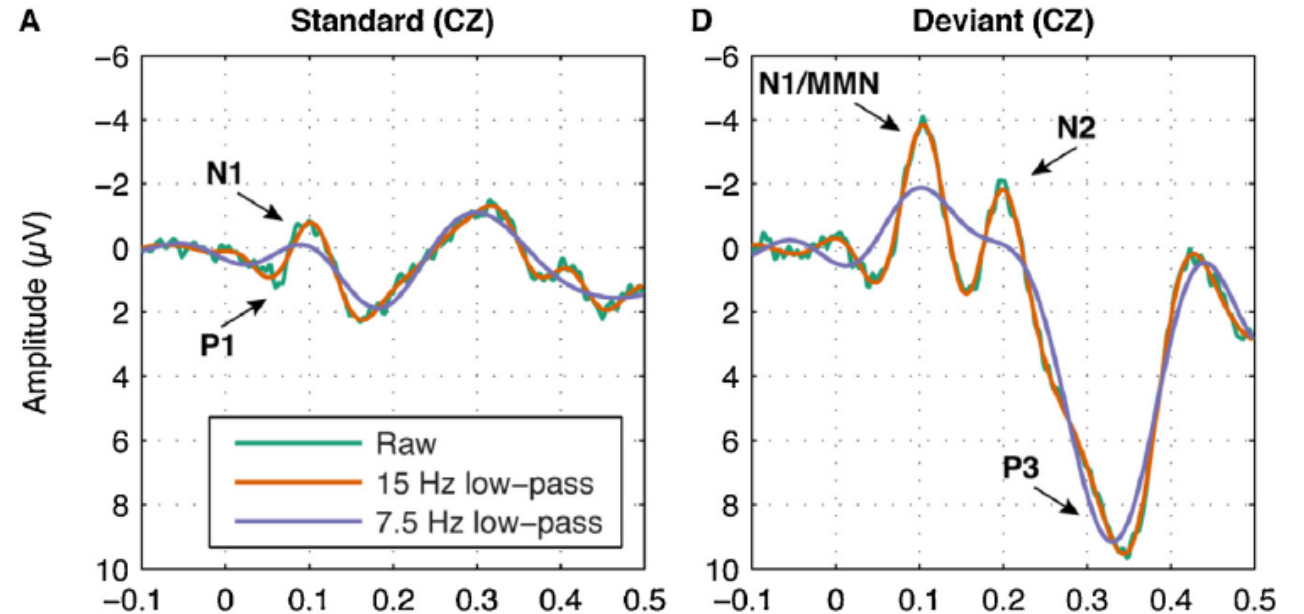 A
Standard (CZ)
D
Deviant (CZ)
Amplitude (µV)
−6
−4
−2
0
2
4
6
8
10
−0.1
0
0.1
0.2
0.3
0.4
0.5
N1
P1
Raw
15 Hz low−pass
7.5 Hz low−pass
−6
−4
−2
0
2
4
6
8
10
−0.1
0
0.1
0.2
0.3
0.4
0.5
N1/MMN
N2
P3